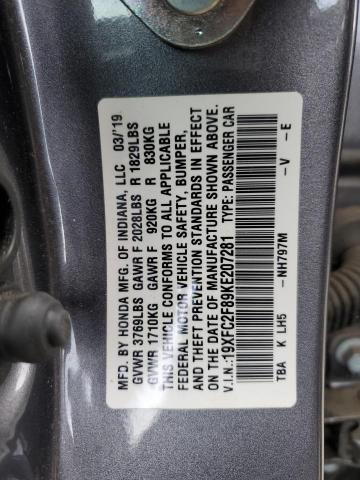 MFD. BY HONDA MFG. OF INDIANA, LLC 03/'19
GVWR 3769LBS GAWR F 2028LBS R 1829LBS
GVWR 1710KG GAWR F 920KG R 830KG
THIS VEHICLE CONFORMS TO ALL APPLICABLE
FEDERAL MOTOR VEHICLE SAFETY, BUMPER,
AND THEFT PREVENTION STANDARDS IN EFFECT
ON THE DATE OF MANUFACTURE SHOWN ABOVE.
V.I.N.:19XFC2F89KE207281 TYPE: PASSENGER CAR
TBA K LH5 -NH797M -V -E